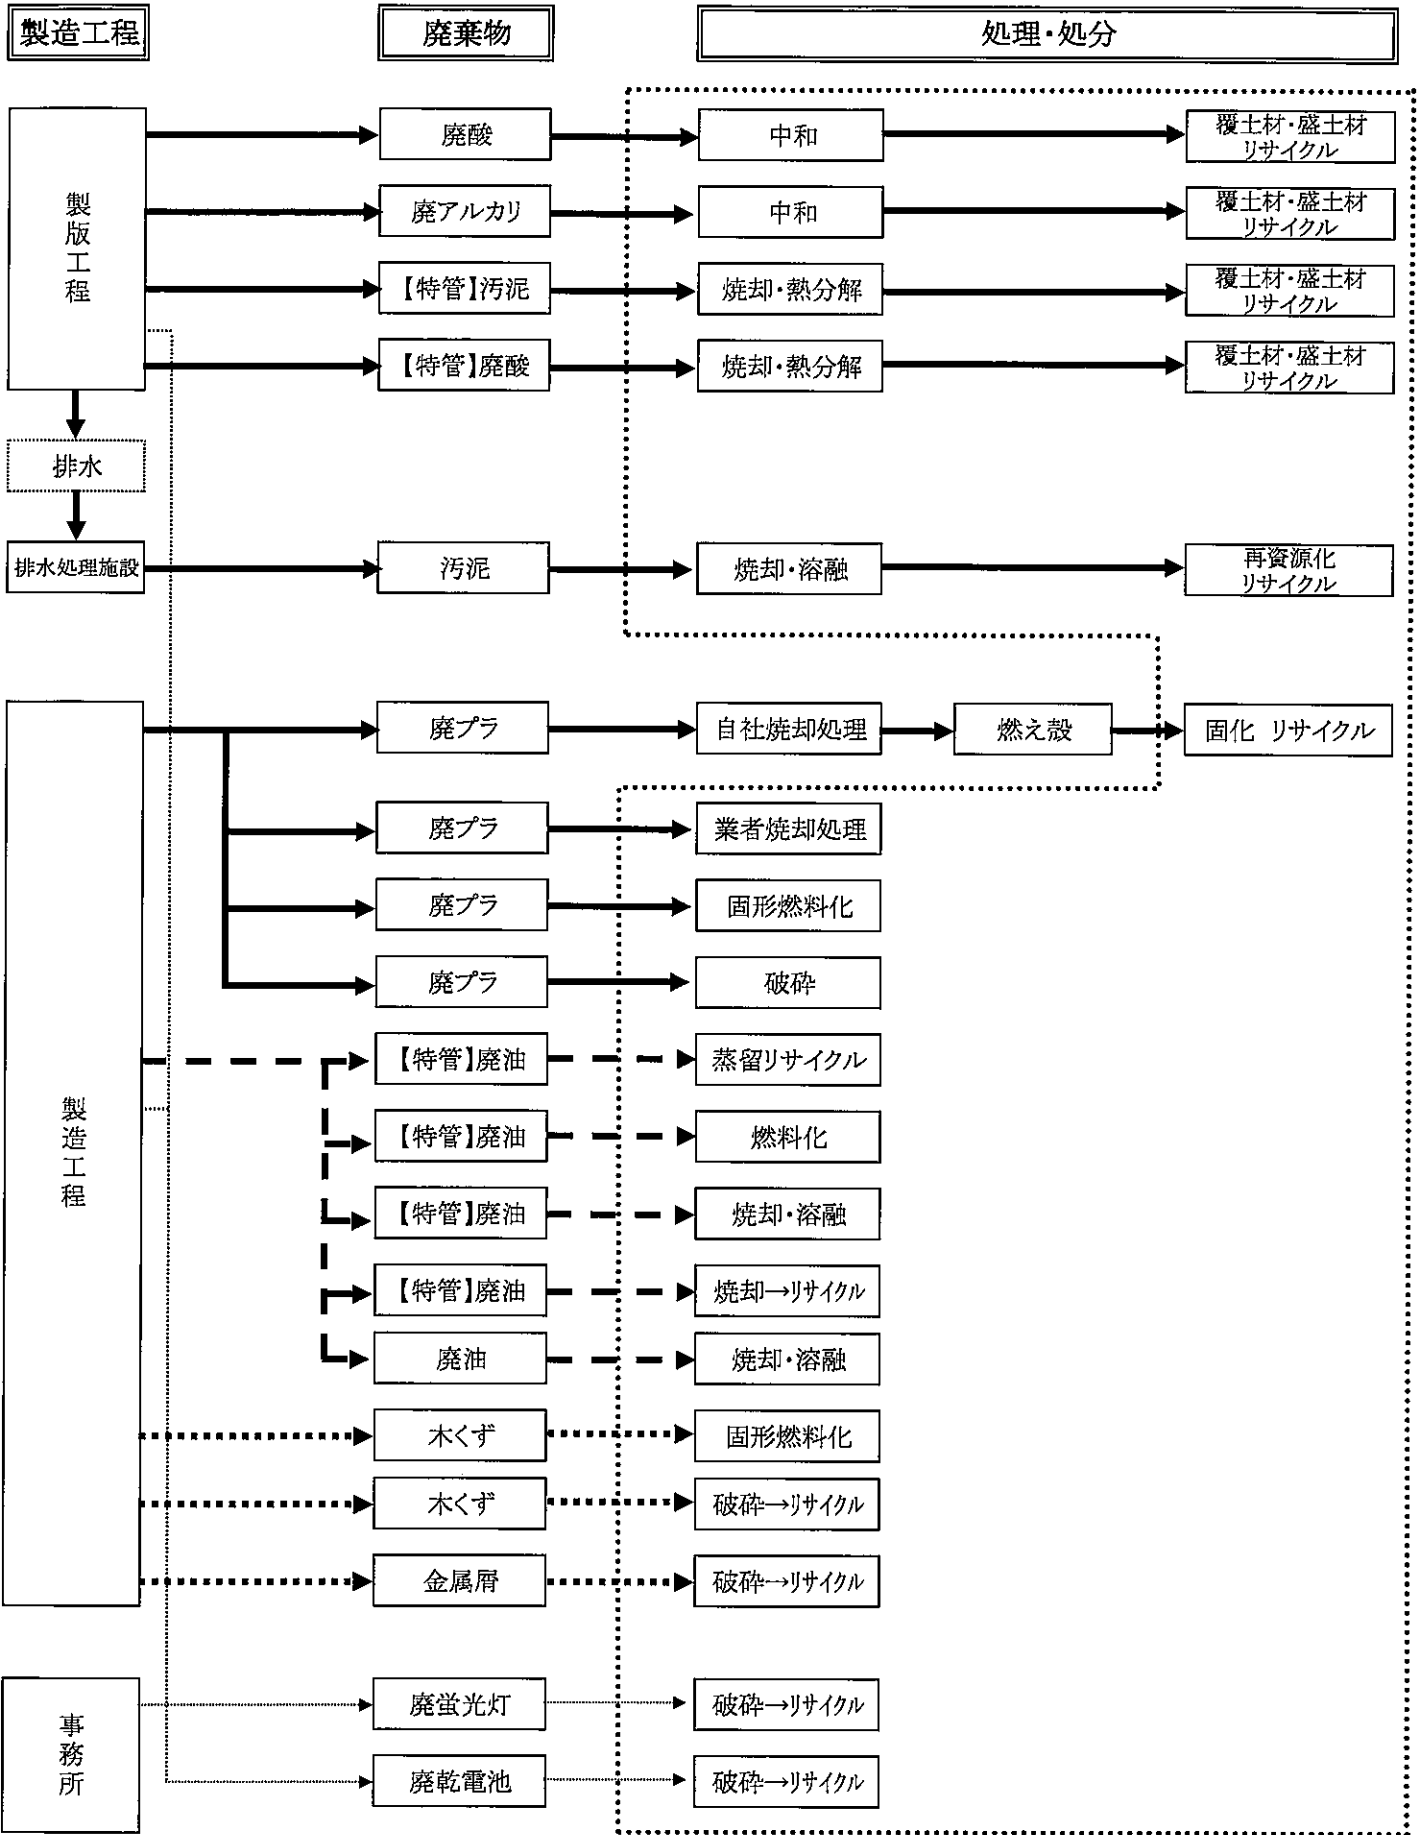 製造工程
廃棄物
処理・処分
製版工程
廃酸
中和
覆土材・盛土材
リサイクル
廃アルカリ
中和
覆土材・盛土材
リサイクル
【特管】汚泥
焼却・熱分解
覆土材・盛土材
リサイクル
【特管】廃酸
焼却・熱分解
覆土材・盛土材
リサイクル
排水
排水処理施設
汚泥
焼却・溶融
再資源化
リサイクル
製造工程
廃プラ
自社焼却処理
燃え殻
固化 リサイクル
廃プラ
業者焼却処理
廃プラ
固形燃料化
廃プラ
破砕
【特管】廃油
蒸留リサイクル
【特管】廃油
燃料化
【特管】廃油
焼却・溶融
【特管】廃油
焼却→リサイクル
廃油
焼却・溶融
木くず
固形燃料化
木くず
破砕→リサイクル
金属屑
破砕→リサイクル
事務所
廃蛍光灯
破砕→リサイクル
廃乾電池
破砕→リサイクル